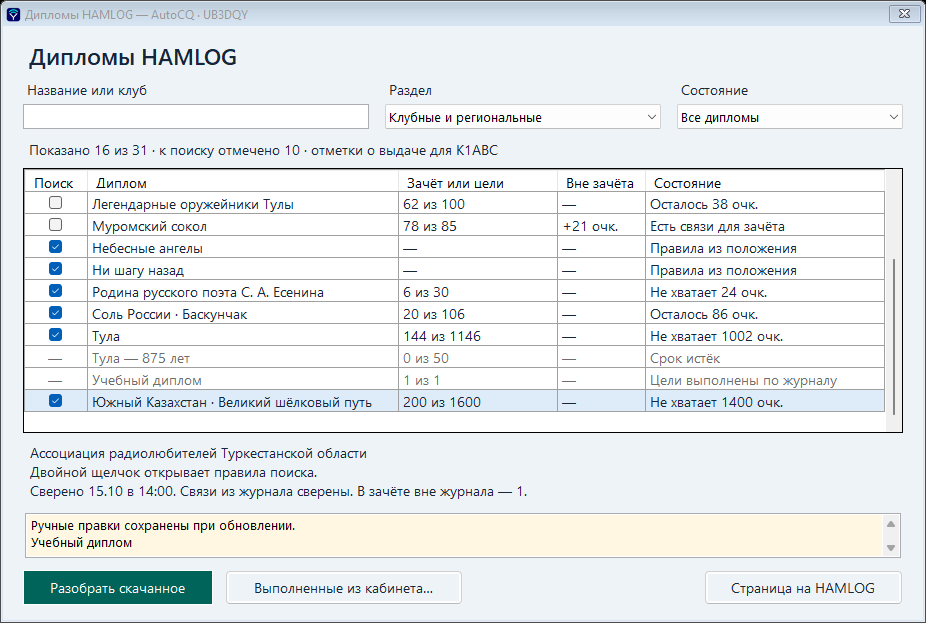 Дипломы HAMLOG — AutoCQ · UB3DQY
Дипломы HAMLOG
Название или клуб Раздел Состояние
Клубные и региональные Все дипломы
Показано 16 из 31 · к поиску отмечено 10 · отметки о выдаче для K1ABC
Поиск Диплом Зачёт или цели Вне зачёта Состояние
Легендарные оружейники Тулы 62 из 100 — Осталось 38 очк.
Муромский сокол 78 из 85 +21 очк. Есть связи для зачёта
Небесные ангелы — — Правила из положения
Ни шагу назад — — Правила из положения
Родина русского поэта С. А. Есенина 6 из 30 — Не хватает 24 очк.
Соль России · Баскунчак 20 из 106 — Осталось 86 очк.
Тула 144 из 1146 — Не хватает 1002 очк.
— Тула — 875 лет 0 из 50 — Срок истёк
— Учебный диплом 1 из 1 — Цели выполнены по журналу
Южный Казахстан · Великий шёлковый путь 200 из 1600 — Не хватает 1400 очк.
Ассоциация радиолюбителей Туркестанской области
Двойной щелчок открывает правила поиска.
Сверено 15.10 в 14:00. Связи из журнала сверены. В зачёте вне журнала — 1.
Ручные правки сохранены при обновлении.
Учебный диплом
Разобрать скачанное Выполненные из кабинета... Страница на HAMLOG